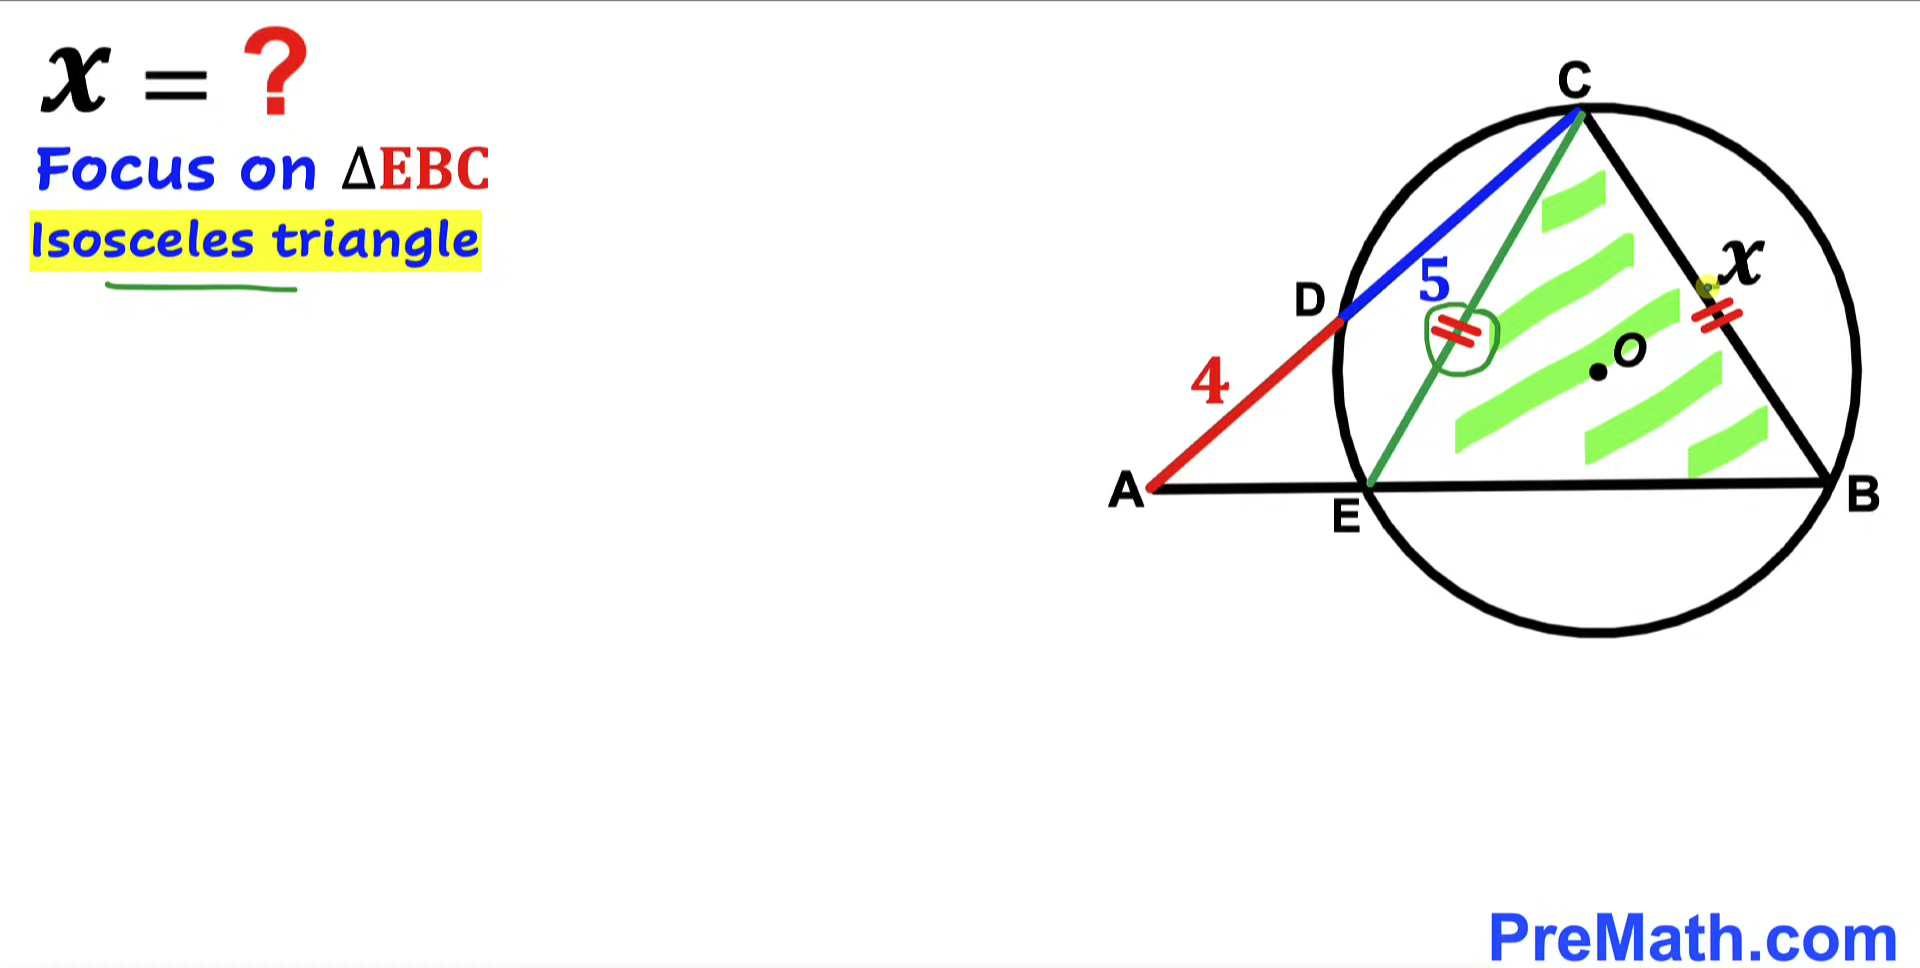 x = ?
Focus on ΔEBC
Isosceles triangle
C
x
D
5
O
4
A
E
B
PreMath.com